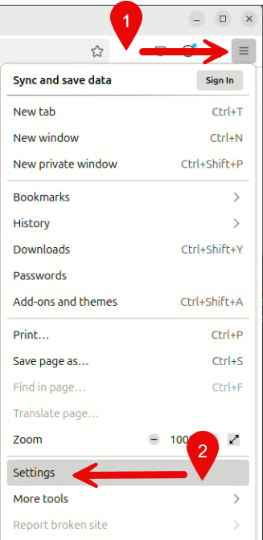 1
Sync and save data Sign In
New tab Ctrl+T
New window Ctrl+N
New private window Ctrl+Shift+P
Bookmarks
History
Downloads Ctrl+Shift+Y
Passwords
Add-ons and themes Ctrl+Shift+A
Print... Ctrl+P
Save page as... Ctrl+S
Find in page... Ctrl+F
Translate page...
Zoom
2
Settings
More tools
Report broken site